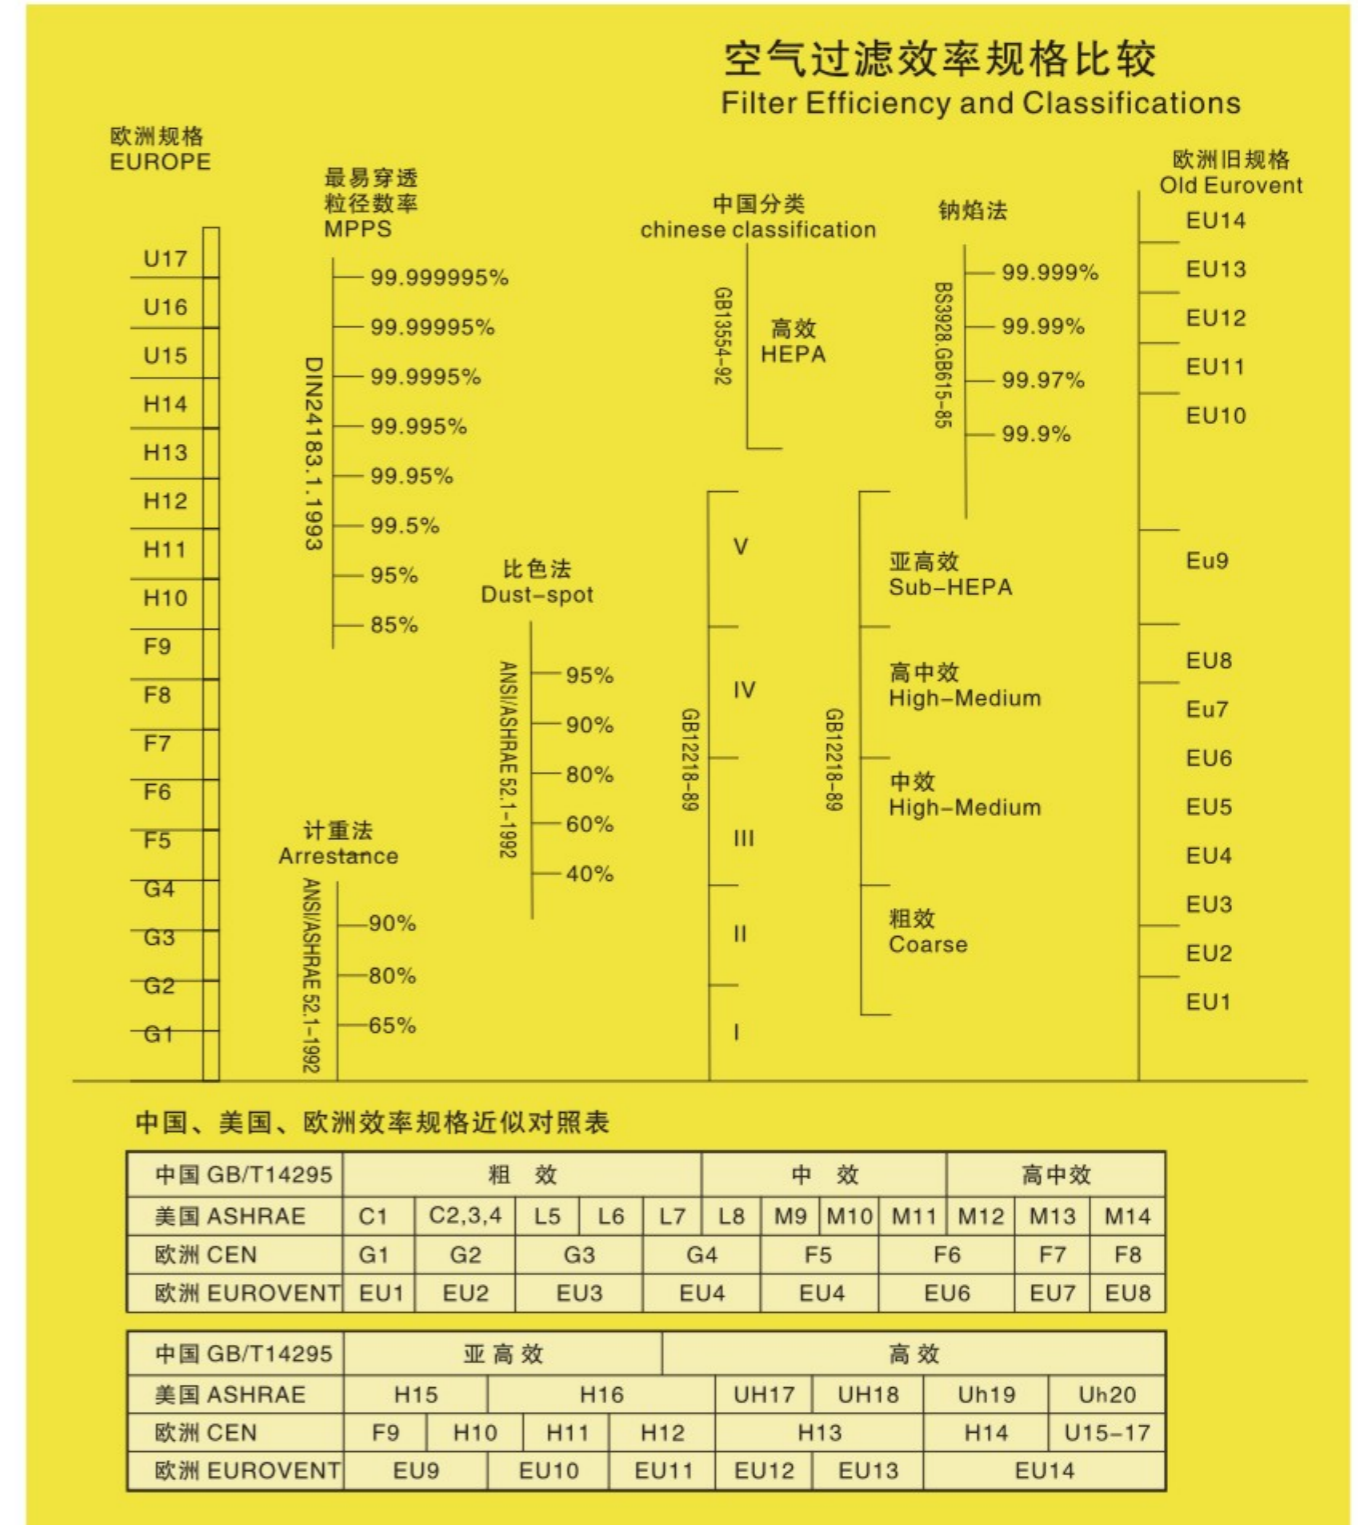 空气过滤效率规格比较
Filter Efficiency and Classifications
欧洲规格
EUROPE
U17
U16
U15
H14
H13
H12
H11
H10
F9
F8
F7
F6
F5
G4
G3
G2
G1
最易穿透
粒径数率
MPPS
DIN24183.1.1993
99.999995%
99.99995%
99.9995%
99.995%
99.95%
99.5%
95%
85%
计重法
Arrestance
ANSI/ASHRAE 52.1-1992
90%
80%
65%
比色法
Dust-spot
ANSI/ASHRAE 52.1-1992
95%
90%
80%
60%
40%
中国分类
chinese classification
GB13554-92
高效
HEPA
GB12218-89
V
IV
III
II
I
GB12218-89
亚高效
Sub-HEPA
高中效
High-Medium
中效
High-Medium
粗效
Coarse
钠焰法
BS3928.GB615-85
99.999%
99.99%
99.97%
99.9%
欧洲旧规格
Old Eurovent
EU14
EU13
EU12
EU11
EU10
Eu9
EU8
Eu7
EU6
EU5
EU4
EU3
EU2
EU1
中国、美国、欧洲效率规格近似对照表
中国 GB/T14295 粗 效 中 效 高中效
美国 ASHRAE C1 C2,3,4 L5 L6 L7 L8 M9 M10 M11 M12 M13 M14
欧洲 CEN G1 G2 G3 G4 F5 F6 F7 F8
欧洲 EUROVENT EU1 EU2 EU3 EU4 EU4 EU6 EU7 EU8
中国 GB/T14295 亚高效 高效
美国 ASHRAE H15 H16 UH17 UH18 Uh19 Uh20
欧洲 CEN F9 H10 H11 H12 H13 H14 U15-17
欧洲 EUROVENT EU9 EU10 EU11 EU12 EU13 EU14